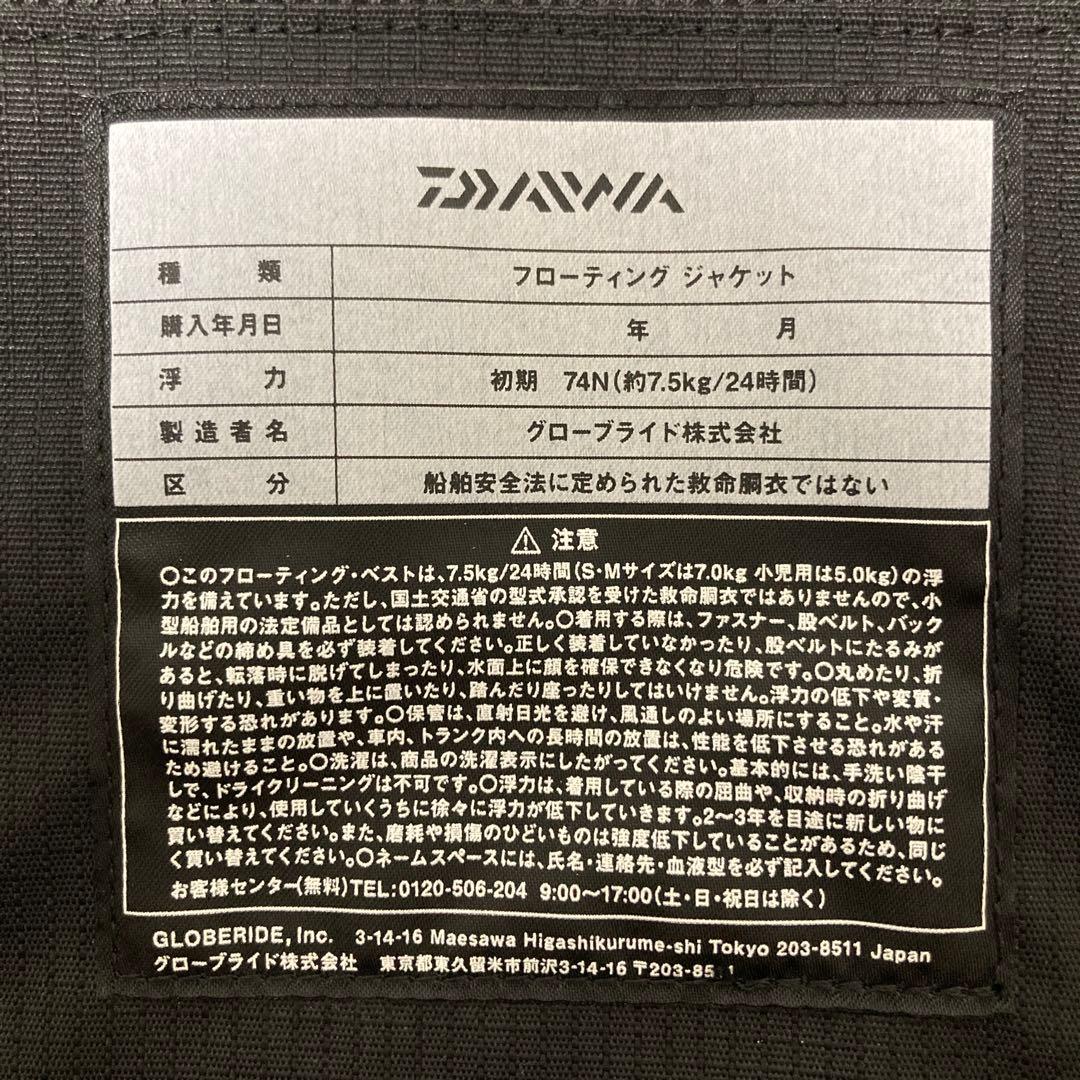 DAIWA
種類 フローティング ジャケット
購入年月日 年 月
浮力 初期 74N(約7.5kg/24時間)
製造者名 グローブライド株式会社
区分 船舶安全法に定められた救命胴衣ではない
⚠ 注意
○このフローティング・ベストは、7.5kg/24時間(S・Mサイズは7.0kg 小児用は5.0kg)の浮
力を備えています。ただし、国土交通省の型式承認を受けた救命胴衣ではありませんので、小
型船舶用の法定備品としては認められません。○着用する際は、ファスナー、股ベルト、バック
ルなどの締め具を必ず装着してください。正しく装着していなかったり、股ベルトにたるみが
あると、転落時に脱げてしまったり、水面上に顔を確保できなくなり危険です。○丸めたり、折
り曲げたり、重い物を上に置いたり、踏んだり座ったりしてはいけません。浮力の低下や変質・
変形する恐れがあります。○保管は、直射日光を避け、風通しのよい場所にすること。水や汗
に濡れたままの放置や、車内、トランク内への長時間の放置は、性能を低下させる恐れがある
ため避けること。○洗濯は、商品の洗濯表示にしたがってください。基本的には、手洗い陰干
しで、ドライクリーニングは不可です。○浮力は、着用している際の屈曲や、収納時の折り曲げ
などにより、使用していくうちに徐々に浮力が低下していきます。2〜3年を目途に新しい物に
買い替えてください。また、磨耗や損傷のひどいものは強度低下していることがあるため、同じ
く買い替えてください。○ネームスペースには、氏名・連絡先・血液型を必ず記入してください。
お客様センター(無料)TEL:0120-506-204 9:00〜17:00(土・日・祝日は除く)
GLOBERIDE, Inc. 3-14-16 Maesawa Higashikurume-shi Tokyo 203-8511 Japan
グローブライド株式会社 東京都東久留米市前沢3-14-16 〒203-8511